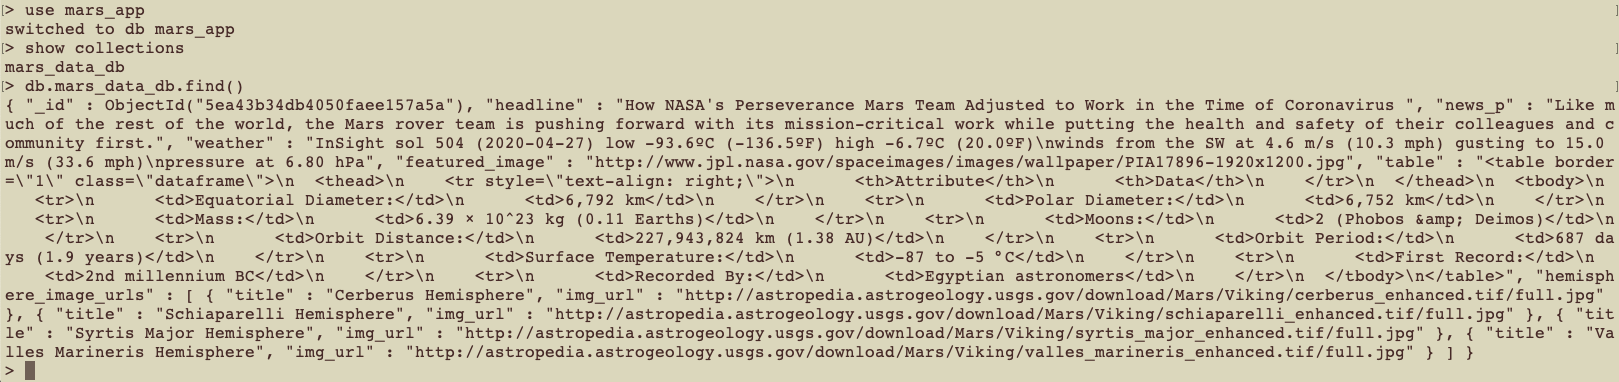 [> use mars_app ]
switched to db mars_app
[> show collections ]
mars_data_db
[> db.mars_data_db.find() ]
{ "_id" : ObjectId("5ea43b34db4050faee157a5a"), "headline" : "How NASA's Perseverance Mars Team Adjusted to Work in the Time of Coronavirus ", "news_p" : "Like m
uch of the rest of the world, the Mars rover team is pushing forward with its mission-critical work while putting the health and safety of their colleagues and c
ommunity first.", "weather" : "InSight sol 504 (2020-04-27) low -93.6ºC (-136.5ºF) high -6.7ºC (20.0ºF)\nwinds from the SW at 4.6 m/s (10.3 mph) gusting to 15.0
m/s (33.6 mph)\npressure at 6.80 hPa", "featured_image" : "http://www.jpl.nasa.gov/spaceimages/images/wallpaper/PIA17896-1920x1200.jpg", "table" : "<table border
=\"1\" class=\"dataframe\">\n  <thead>\n    <tr style=\"text-align: right;\">\n      <th>Attribute</th>\n      <th>Data</th>\n    </tr>\n  </thead>\n  <tbody>\n
   <tr>\n      <td>Equatorial Diameter:</td>\n      <td>6,792 km</td>\n    </tr>\n    <tr>\n      <td>Polar Diameter:</td>\n      <td>6,752 km</td>\n    </tr>\n
   <tr>\n      <td>Mass:</td>\n      <td>6.39 × 10^23 kg (0.11 Earths)</td>\n    </tr>\n    <tr>\n      <td>Moons:</td>\n      <td>2 (Phobos &amp; Deimos)</td>\n
    </tr>\n    <tr>\n      <td>Orbit Distance:</td>\n      <td>227,943,824 km (1.38 AU)</td>\n    </tr>\n    <tr>\n      <td>Orbit Period:</td>\n      <td>687 da
ys (1.9 years)</td>\n    </tr>\n    <tr>\n      <td>Surface Temperature:</td>\n      <td>-87 to -5 °C</td>\n    </tr>\n    <tr>\n      <td>First Record:</td>\n
    <td>2nd millennium BC</td>\n    </tr>\n    <tr>\n      <td>Recorded By:</td>\n      <td>Egyptian astronomers</td>\n    </tr>\n  </tbody>\n</table>", "hemisph
ere_image_urls" : [ { "title" : "Cerberus Hemisphere", "img_url" : "http://astropedia.astrogeology.usgs.gov/download/Mars/Viking/cerberus_enhanced.tif/full.jpg"
}, { "title" : "Schiaparelli Hemisphere", "img_url" : "http://astropedia.astrogeology.usgs.gov/download/Mars/Viking/schiaparelli_enhanced.tif/full.jpg" }, { "tit
le" : "Syrtis Major Hemisphere", "img_url" : "http://astropedia.astrogeology.usgs.gov/download/Mars/Viking/syrtis_major_enhanced.tif/full.jpg" }, { "title" : "Va
lles Marineris Hemisphere", "img_url" : "http://astropedia.astrogeology.usgs.gov/download/Mars/Viking/valles_marineris_enhanced.tif/full.jpg" } ] }
>